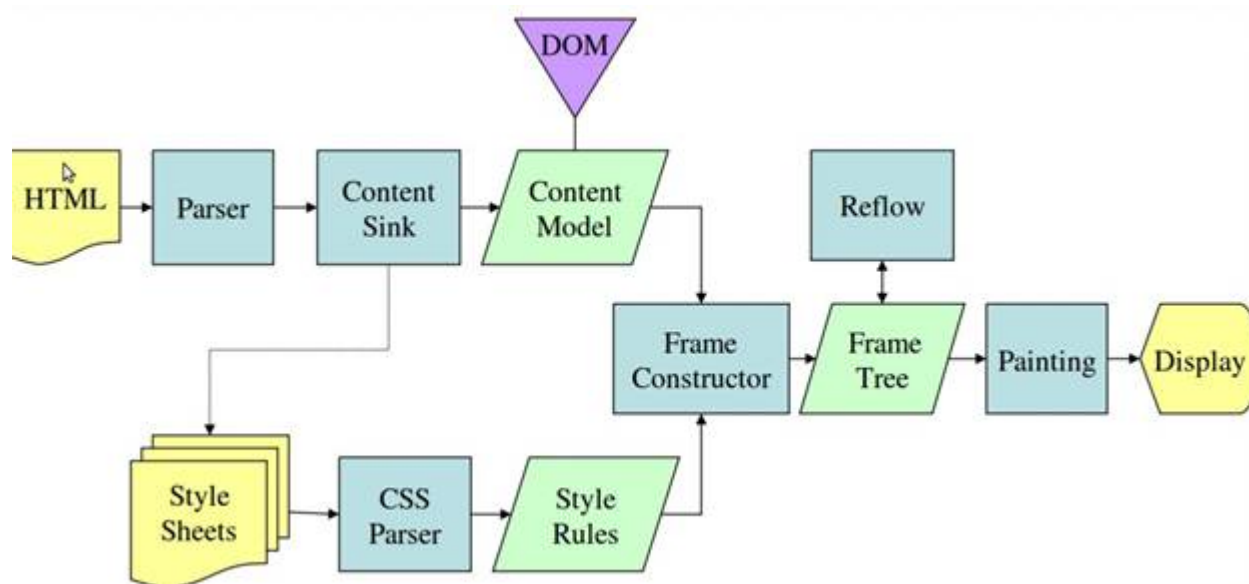 DOM
HTML
Parser
Content
Sink
Content
Model
Reflow
Frame
Constructor
Frame
Tree
Painting
Display
Style
Sheets
CSS
Parser
Style
Rules